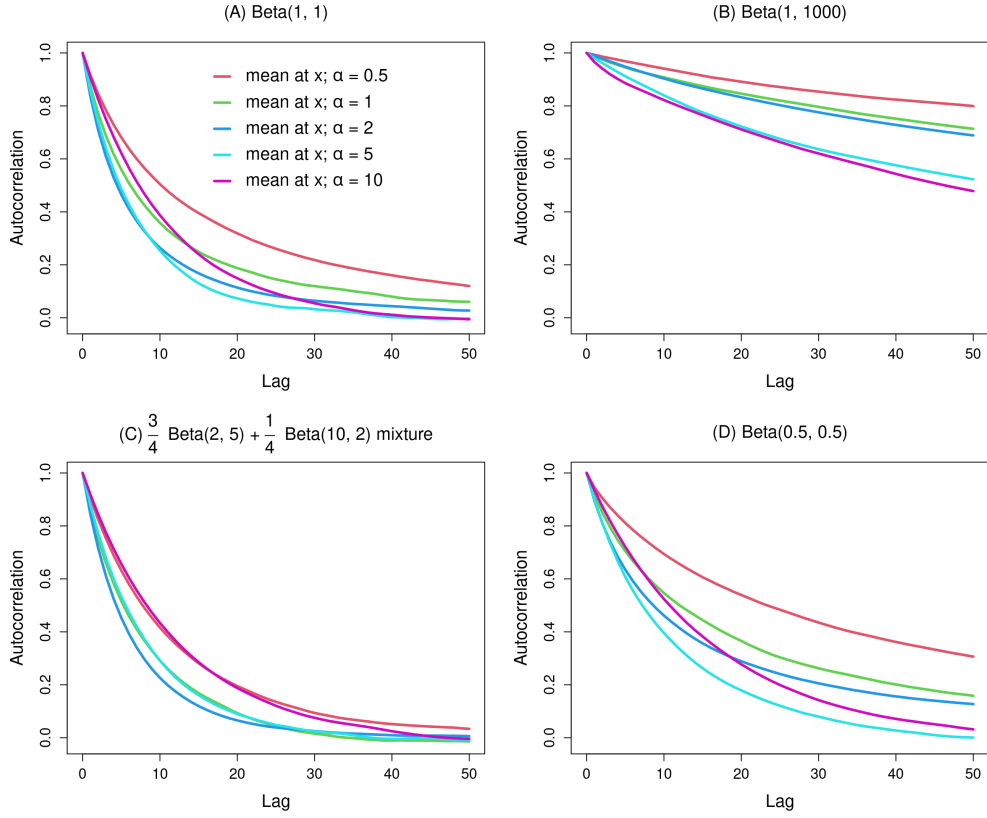 (A) Beta(1, 1)
Autocorrelation
0.0 0.2 0.4 0.6 0.8 1.0
mean at x; α = 0.5
mean at x; α = 1
mean at x; α = 2
mean at x; α = 5
mean at x; α = 10
0 10 20 30 40 50
Lag
(B) Beta(1, 1000)
Autocorrelation
0.0 0.2 0.4 0.6 0.8 1.0
0 10 20 30 40 50
Lag
(C) 3/4 Beta(2, 5) + 1/4 Beta(10, 2) mixture
Autocorrelation
0.0 0.2 0.4 0.6 0.8 1.0
0 10 20 30 40 50
Lag
(D) Beta(0.5, 0.5)
Autocorrelation
0.0 0.2 0.4 0.6 0.8 1.0
0 10 20 30 40 50
Lag